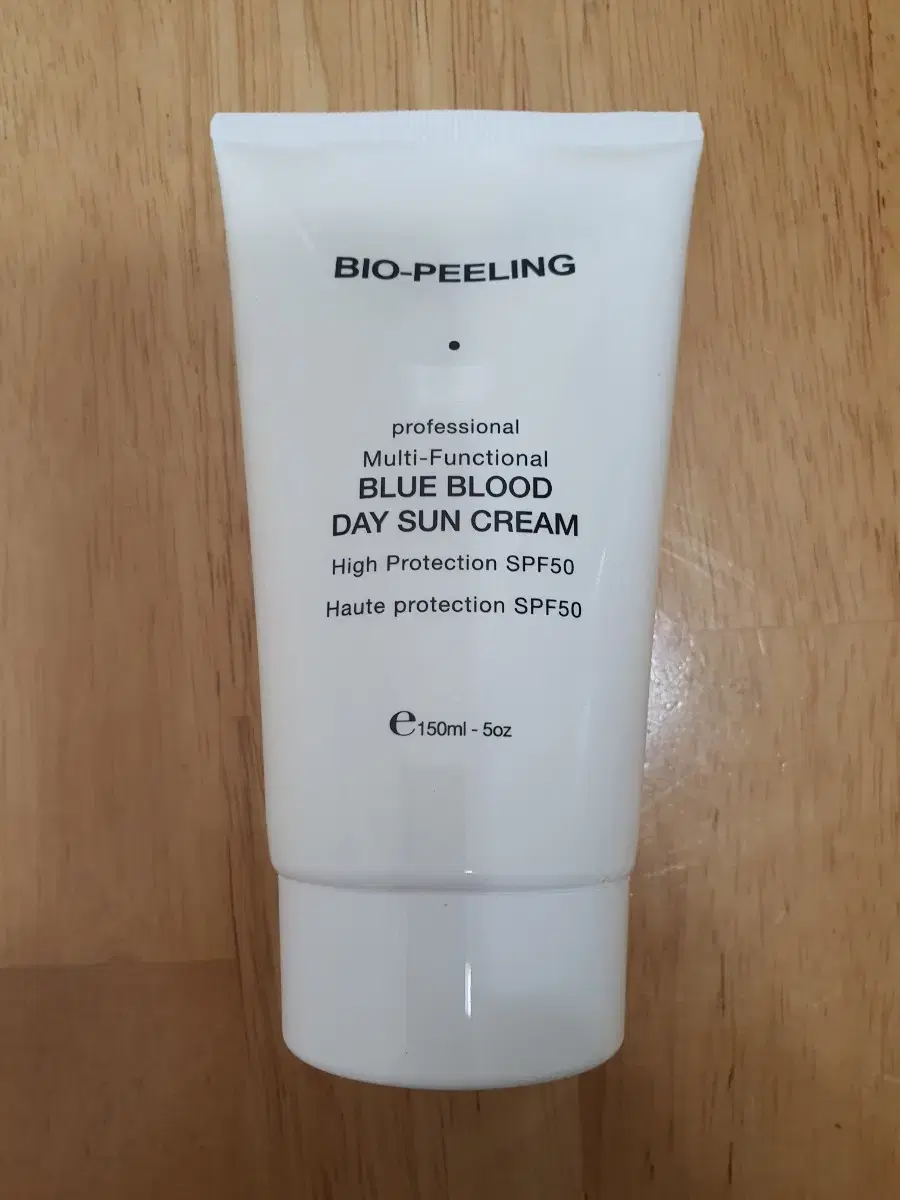 BIO-PEELING
professional
Multi-Functional
BLUE BLOOD
DAY SUN CREAM
High Protection SPF50
Haute protection SPF50
e150ml - 5oz